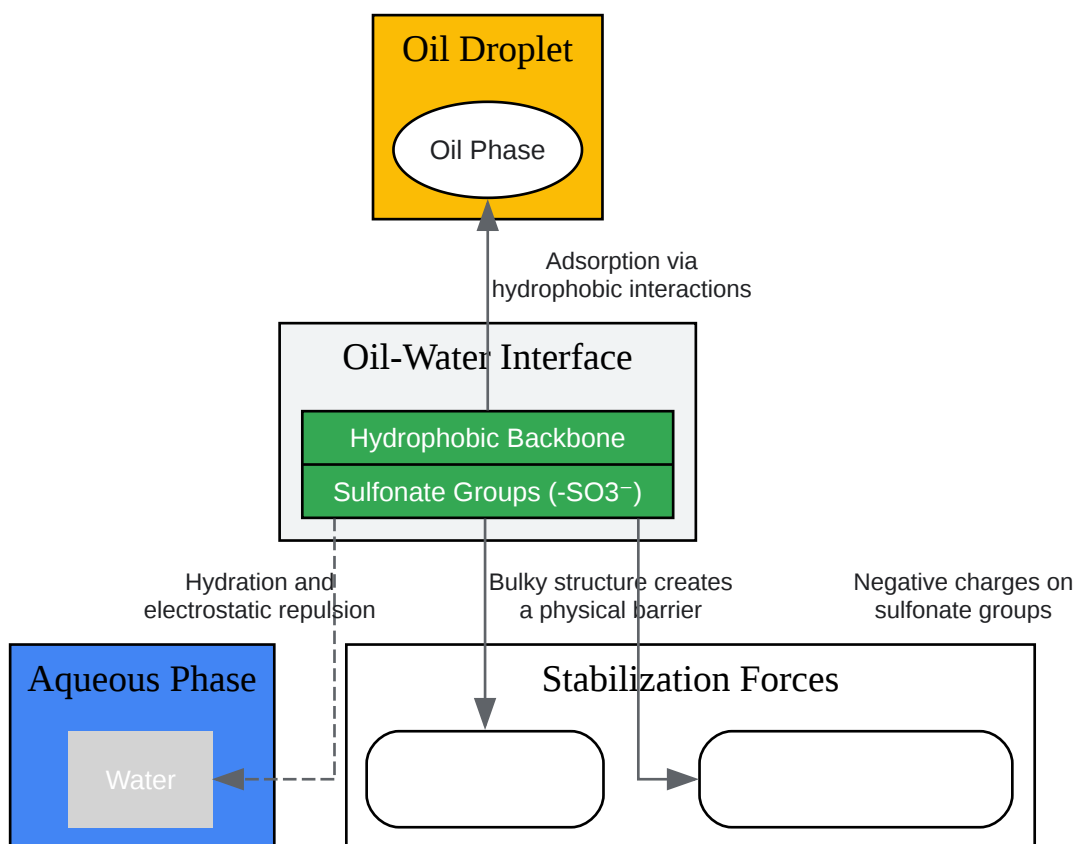 Oil Droplet
Oil Phase
Adsorption via
hydrophobic interactions
Oil-Water Interface
Hydrophobic Backbone
Sulfonate Groups (-SO3⁻)
Hydration and
electrostatic repulsion
Bulky structure creates
a physical barrier
Negative charges on
sulfonate groups
Aqueous Phase
Water
Stabilization Forces